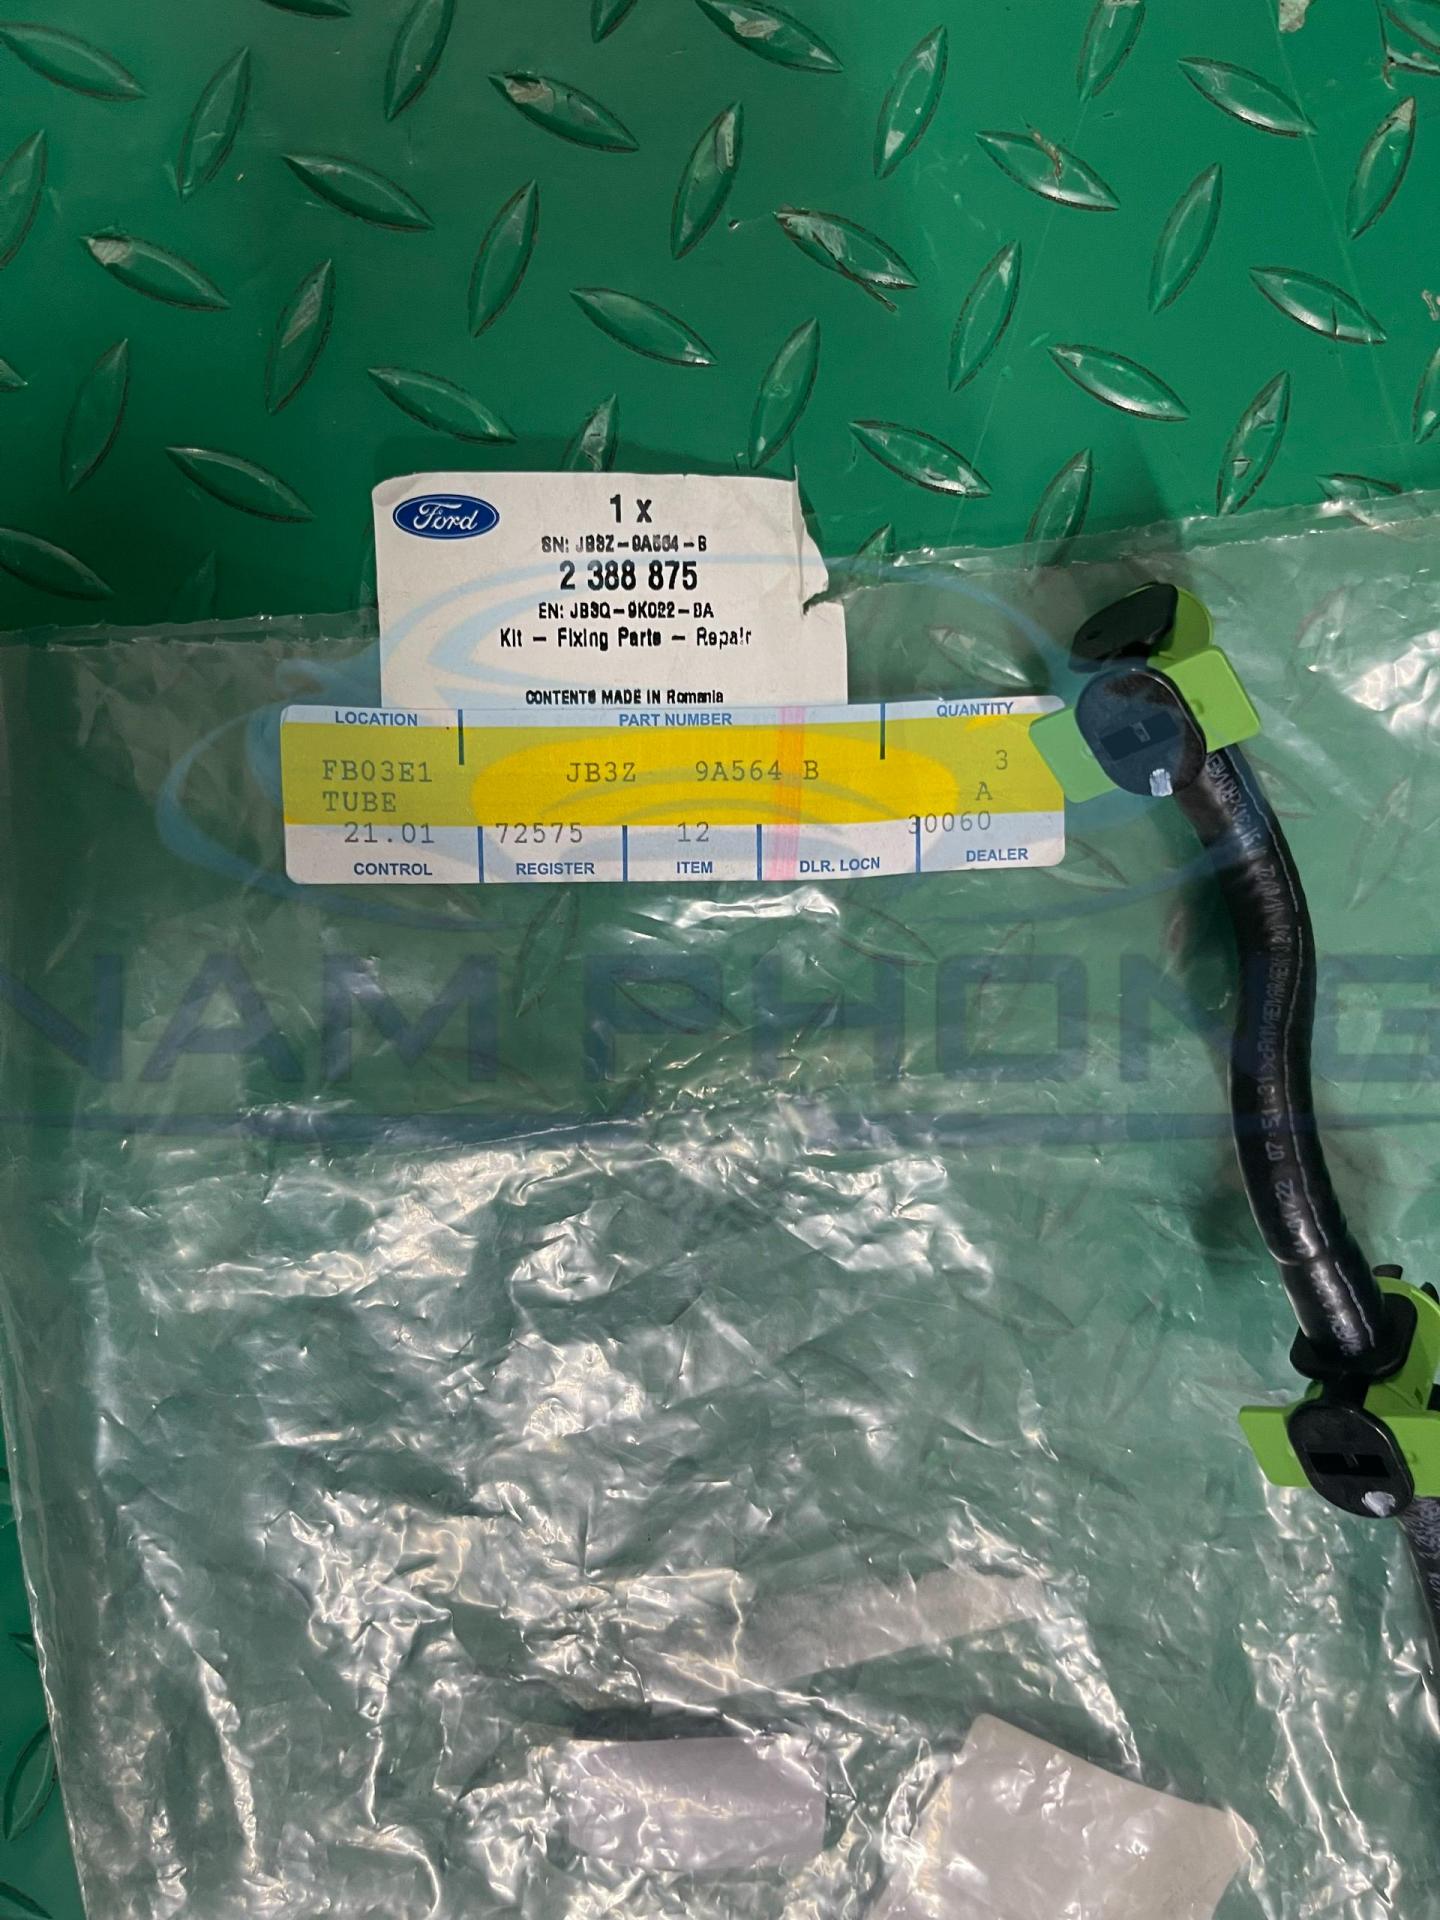 Ford
1 x
SN: JB3Z-9A564-B
2 388 875
EN: JB3Q-9K022-BA
Kit - Fixing Parts - Repair
CONTENTS MADE IN Romania
LOCATION PART NUMBER QUANTITY
FB03E1 JB3Z 9A564 B 3
TUBE A
21.01 72575 12 30060
CONTROL REGISTER ITEM DLR. LOCN DEALER
NAM PHONG